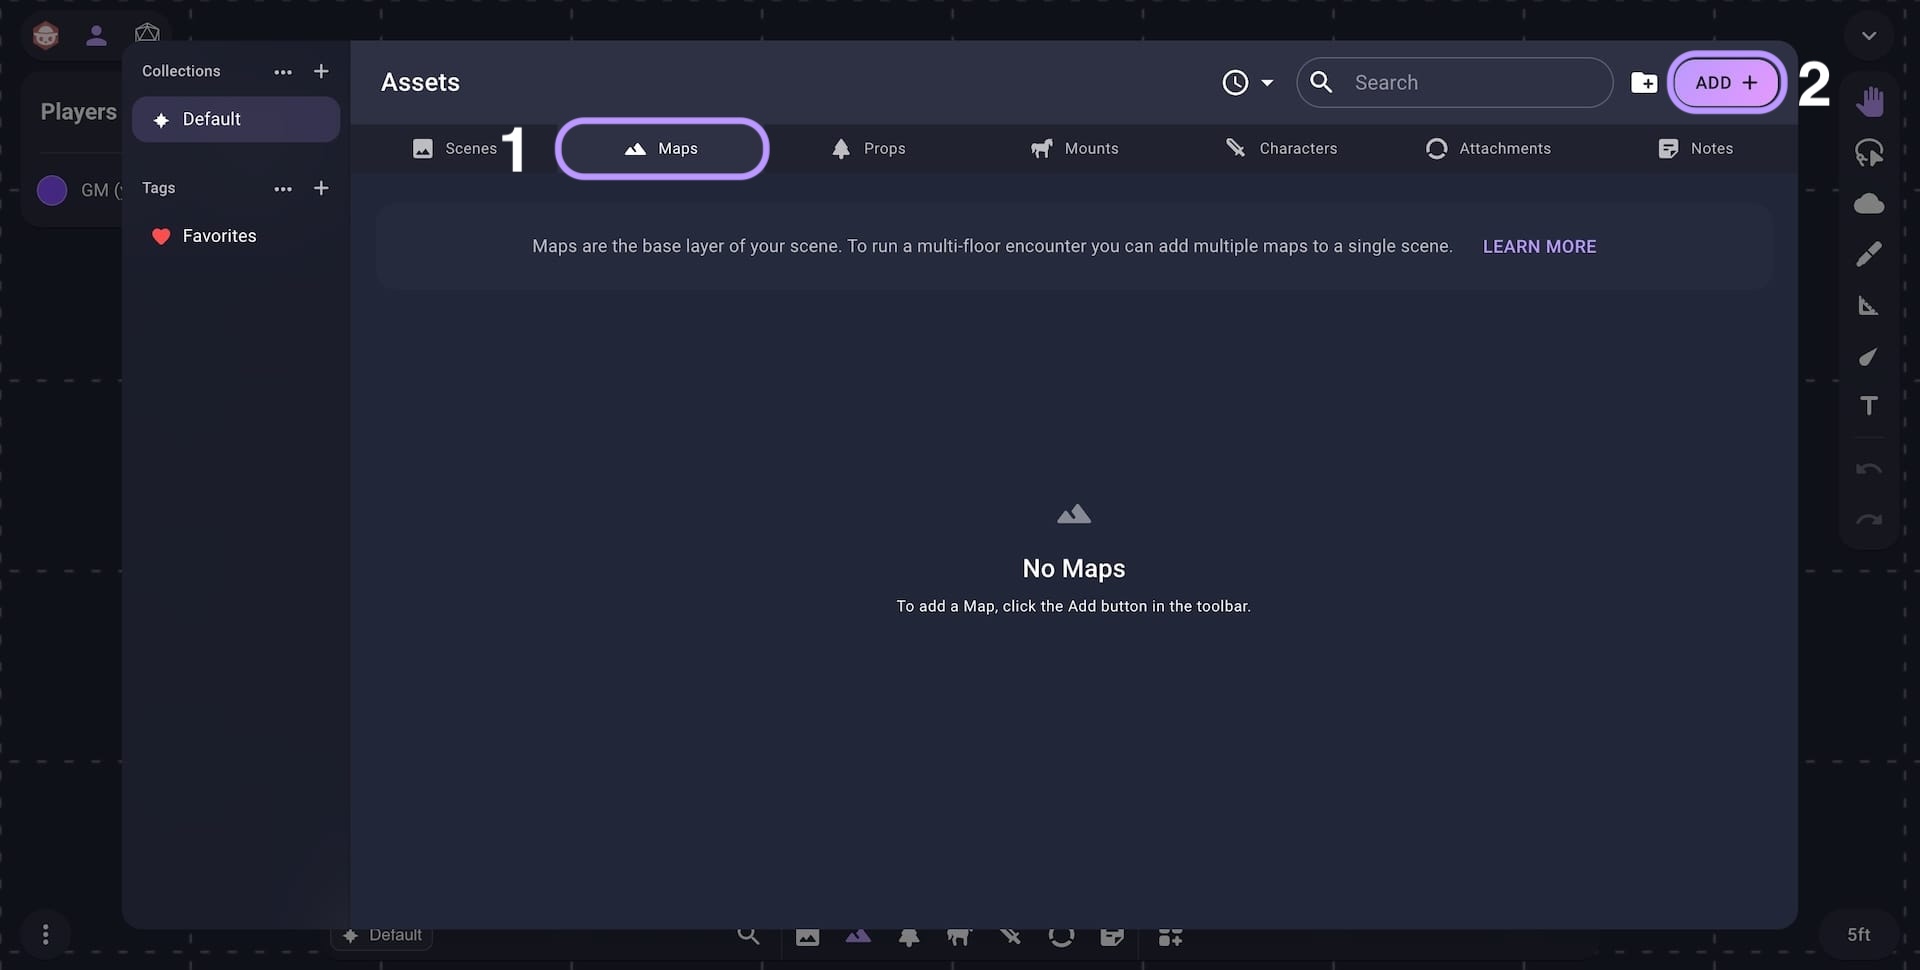 Collections
Default
Tags
Favorites
Players
GM (
Assets
Search
ADD
2
Scenes
1
Maps
Props
Mounts
Characters
Attachments
Notes
Maps are the base layer of your scene. To run a multi-floor encounter you can add multiple maps to a single scene.
LEARN MORE
No Maps
To add a Map, click the Add button in the toolbar.
Default
5ft